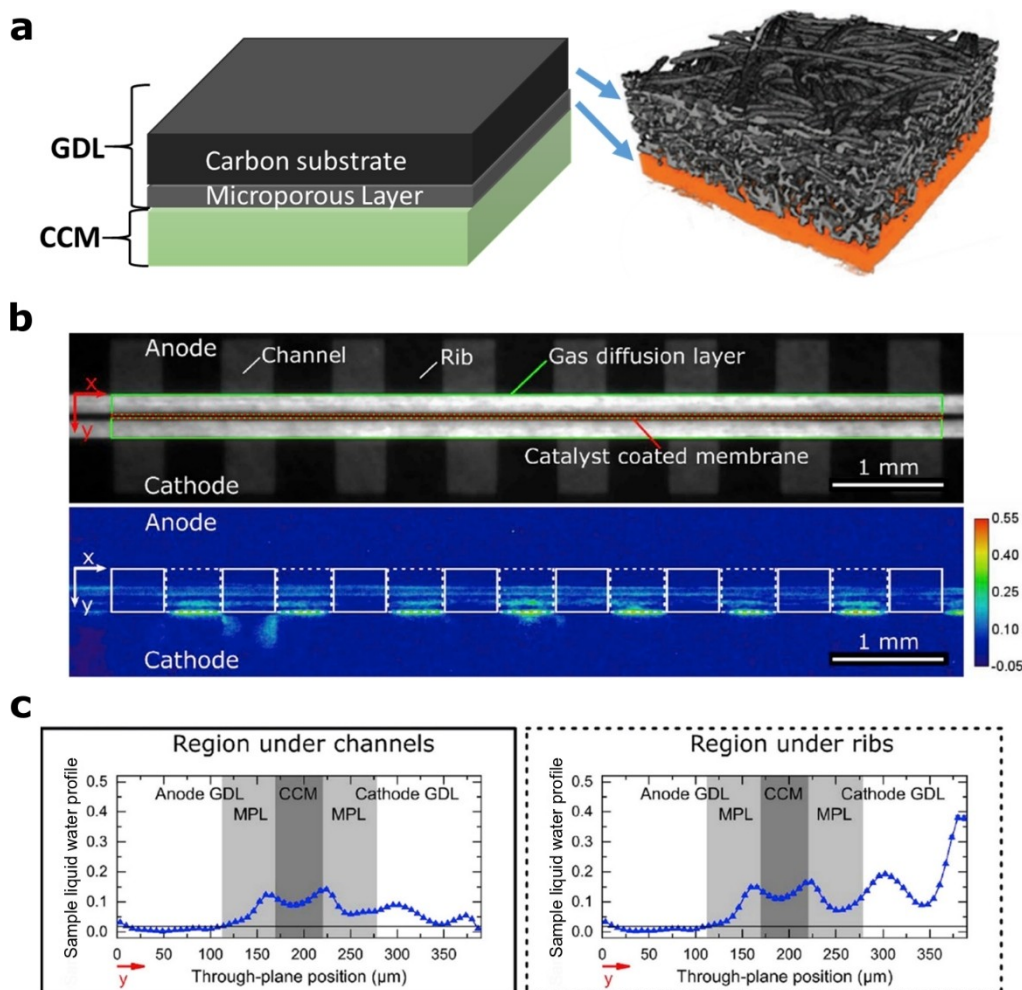 a
GDL
Carbon substrate
Microporous Layer
CCM
b
Anode
Channel
Rib
Gas diffusion layer
x
y
Catalyst coated membrane
Cathode
1 mm
Anode
x
y
Cathode
1 mm
0.55
0.40
0.25
0.10
-0.05
c
Region under channels
Sample liquid water profile
0.5
0.4
0.3
0.2
0.1
0.0
Anode GDL
CCM
Cathode GDL
MPL
MPL
0 50 100 150 200 250 300 350
Through-plane position (µm)
y
Region under ribs
Sample liquid water profile
0.5
0.4
0.3
0.2
0.1
0.0
Anode GDL
CCM
Cathode GDL
MPL
MPL
0 50 100 150 200 250 300 350
Through-plane position (µm)
y